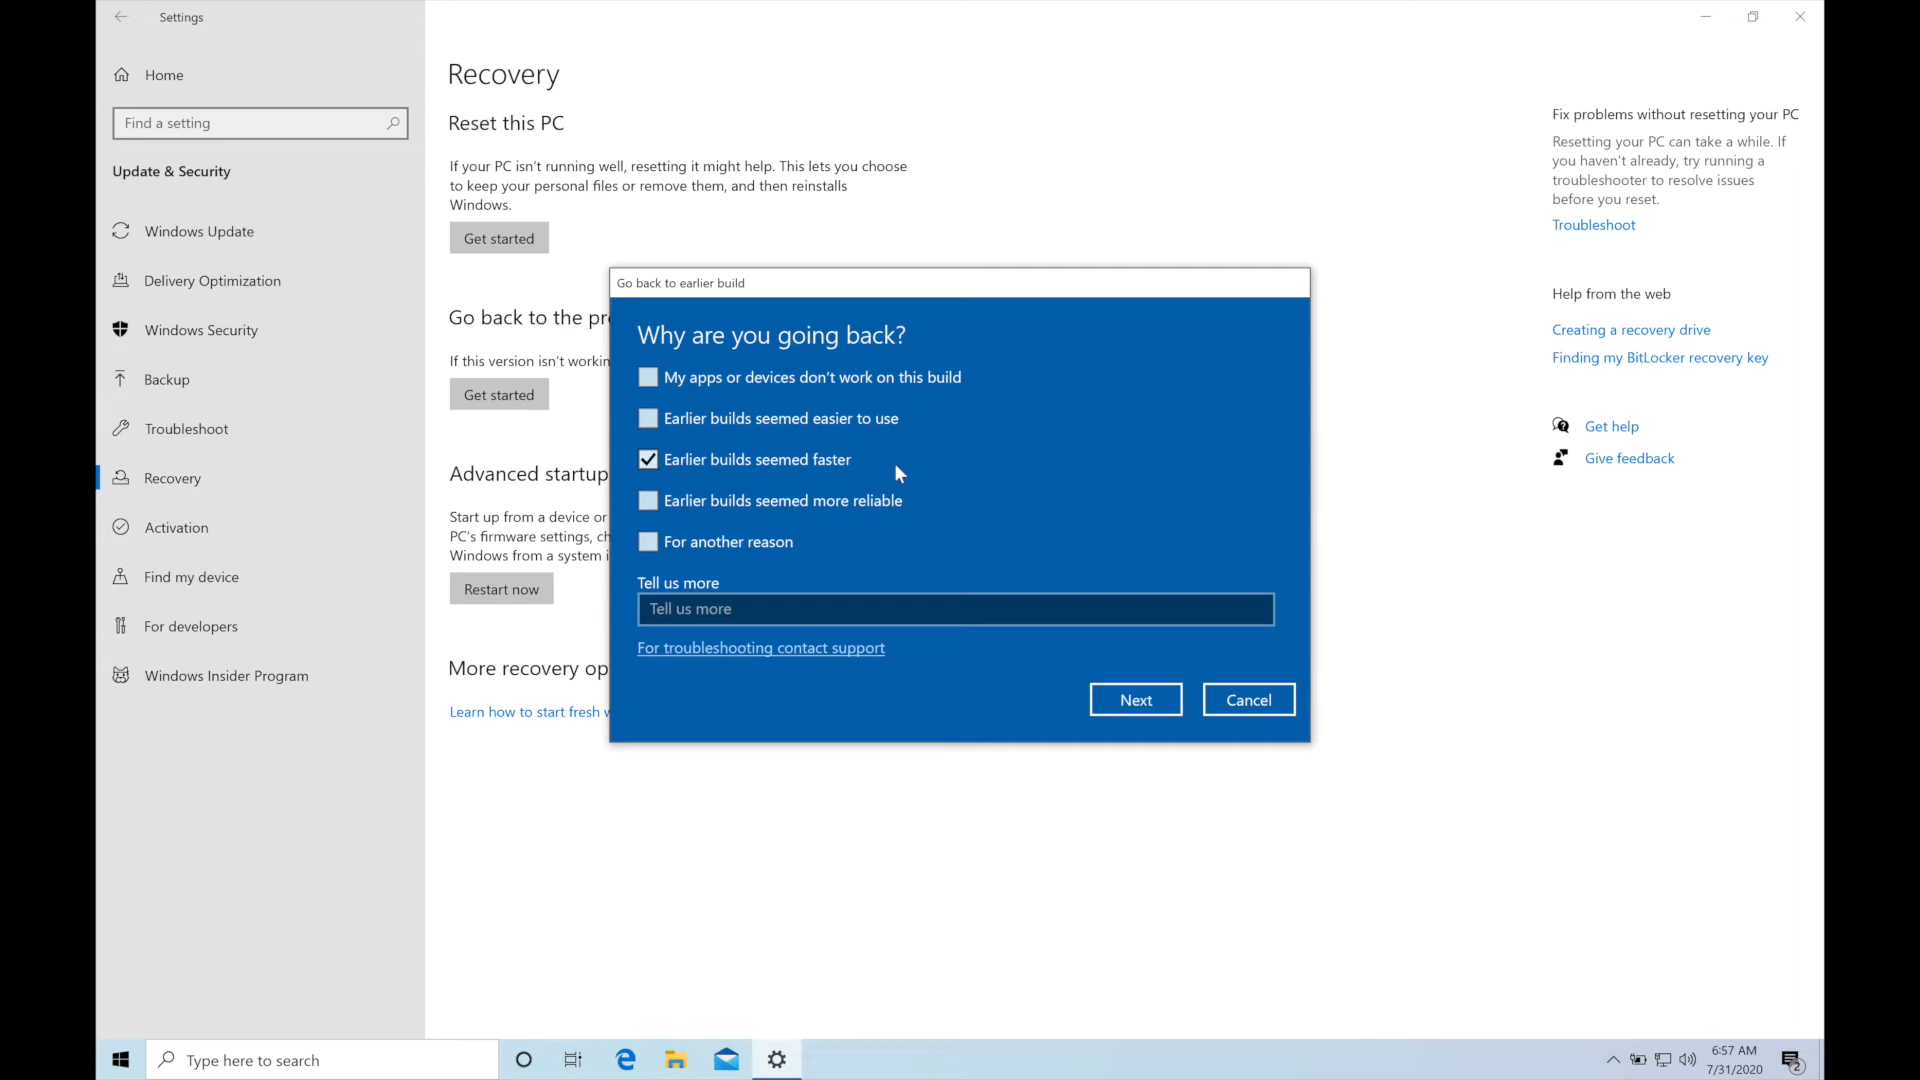 Settings
Home
Find a setting
Update & Security
Windows Update
Delivery Optimization
Windows Security
Backup
Troubleshoot
Recovery
Activation
Find my device
For developers
Windows Insider Program
Recovery
Reset this PC
If your PC isn't running well, resetting it might help. This lets you choose
to keep your personal files or remove them, and then reinstalls
Windows.
Get started
Go back to the pr
If this version isn't workin
Get started
Advanced startup
Start up from a device or
PC's firmware settings, ch
Windows from a system i
Restart now
More recovery op
Learn how to start fresh w
Go back to earlier build
Why are you going back?
My apps or devices don't work on this build
Earlier builds seemed easier to use
Earlier builds seemed faster
Earlier builds seemed more reliable
For another reason
Tell us more
Tell us more
For troubleshooting contact support
Next
Cancel
Fix problems without resetting your PC
Resetting your PC can take a while. If
you haven't already, try running a
troubleshooter to resolve issues
before you reset.
Troubleshoot
Help from the web
Creating a recovery drive
Finding my BitLocker recovery key
Get help
Give feedback
Type here to search
6:57 AM
7/31/2020
2